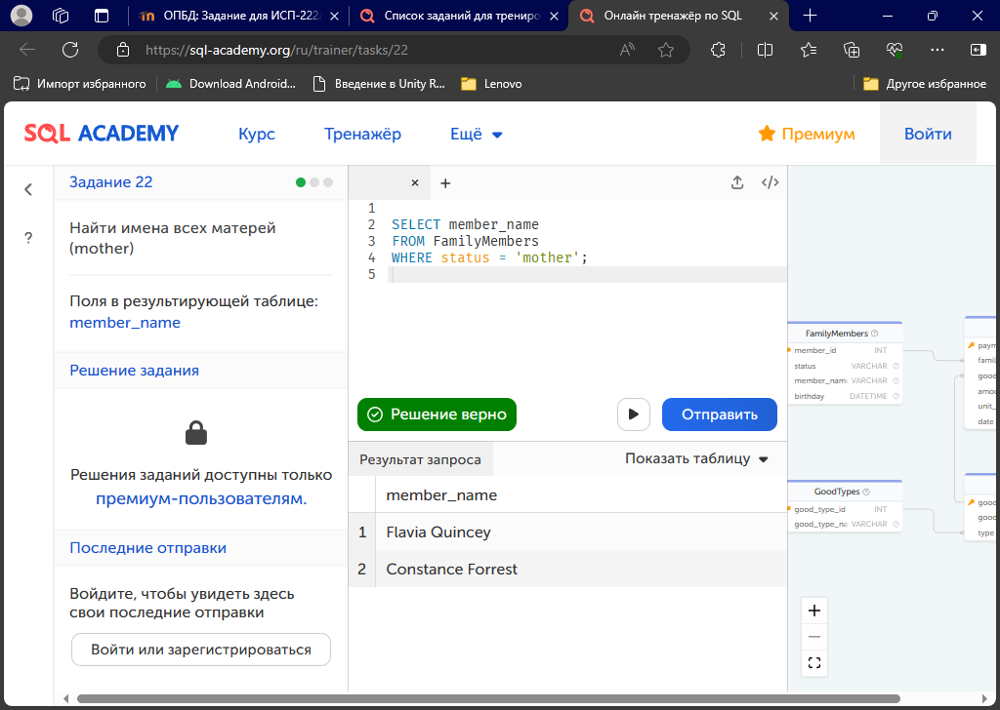 ОПБД: Задание для ИСП-222
Список заданий для трениро
Онлайн тренажёр по SQL
https://sql-academy.org/ru/trainer/tasks/22
Импорт избранного
Download Android...
Введение в Unity R...
Lenovo
Другое избранное
SQL ACADEMY
Курс
Тренажёр
Ещё
Премиум
Войти
Задание 22
?
Найти имена всех матерей
(mother)
Поля в результирующей таблице:
member_name
Решение задания
Решения заданий доступны только
премиум-пользователям.
Последние отправки
Войдите, чтобы увидеть здесь
свои последние отправки
Войти или зарегистрироваться
1
2 SELECT member_name
3 FROM FamilyMembers
4 WHERE status = 'mother';
5
Решение верно
Отправить
Результат запроса
Показать таблицу
member_name
1 Flavia Quincey
2 Constance Forrest
FamilyMembers
member_id INT
status VARCHAR
member_nam VARCHAR
birthday DATETIME
GoodTypes
good_type_id INT
good_type_na VARCHAR
paym
famil
good
amou
unit_
date
good
good
type